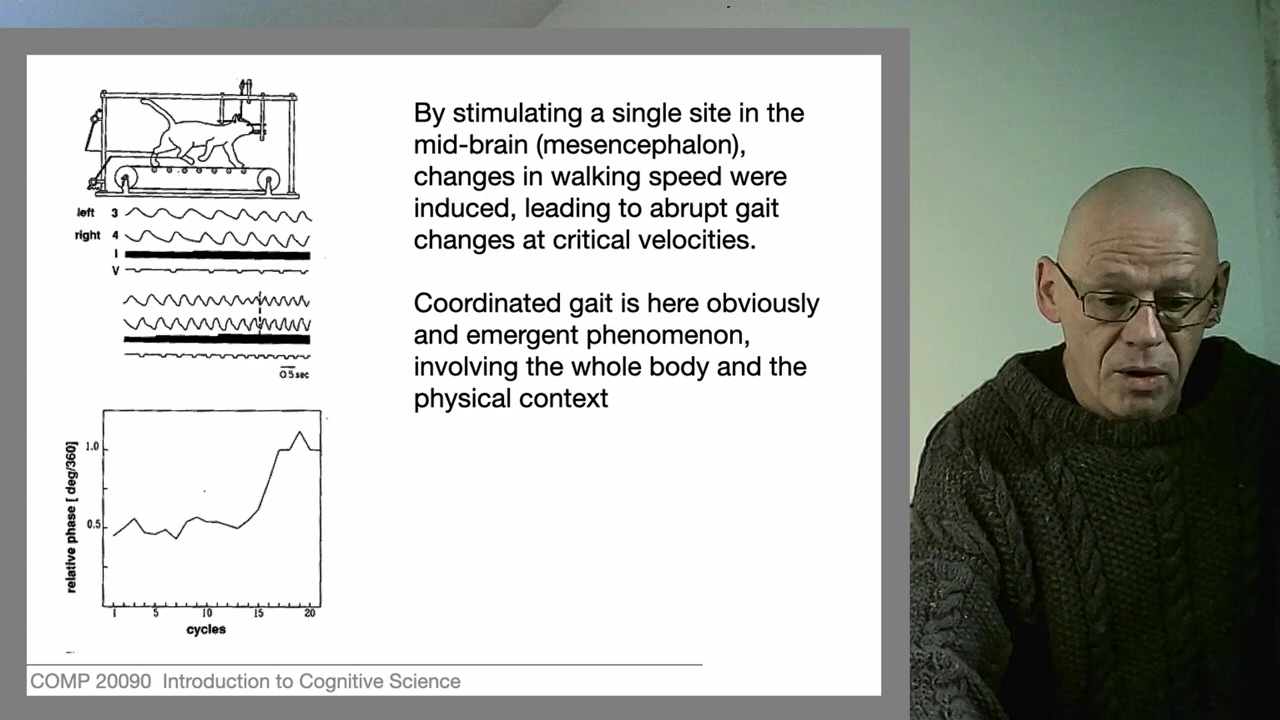 By stimulating a single site in the
mid-brain (mesencephalon),
changes in walking speed were
induced, leading to abrupt gait
changes at critical velocities.
Coordinated gait is here obviously
and emergent phenomenon,
involving the whole body and the
physical context
left 3
right 4
I
V
0.5 sec
relative phase [ deg/360]
1.0
0.5
1 5 10 15 20
cycles
COMP 20090 Introduction to Cognitive Science